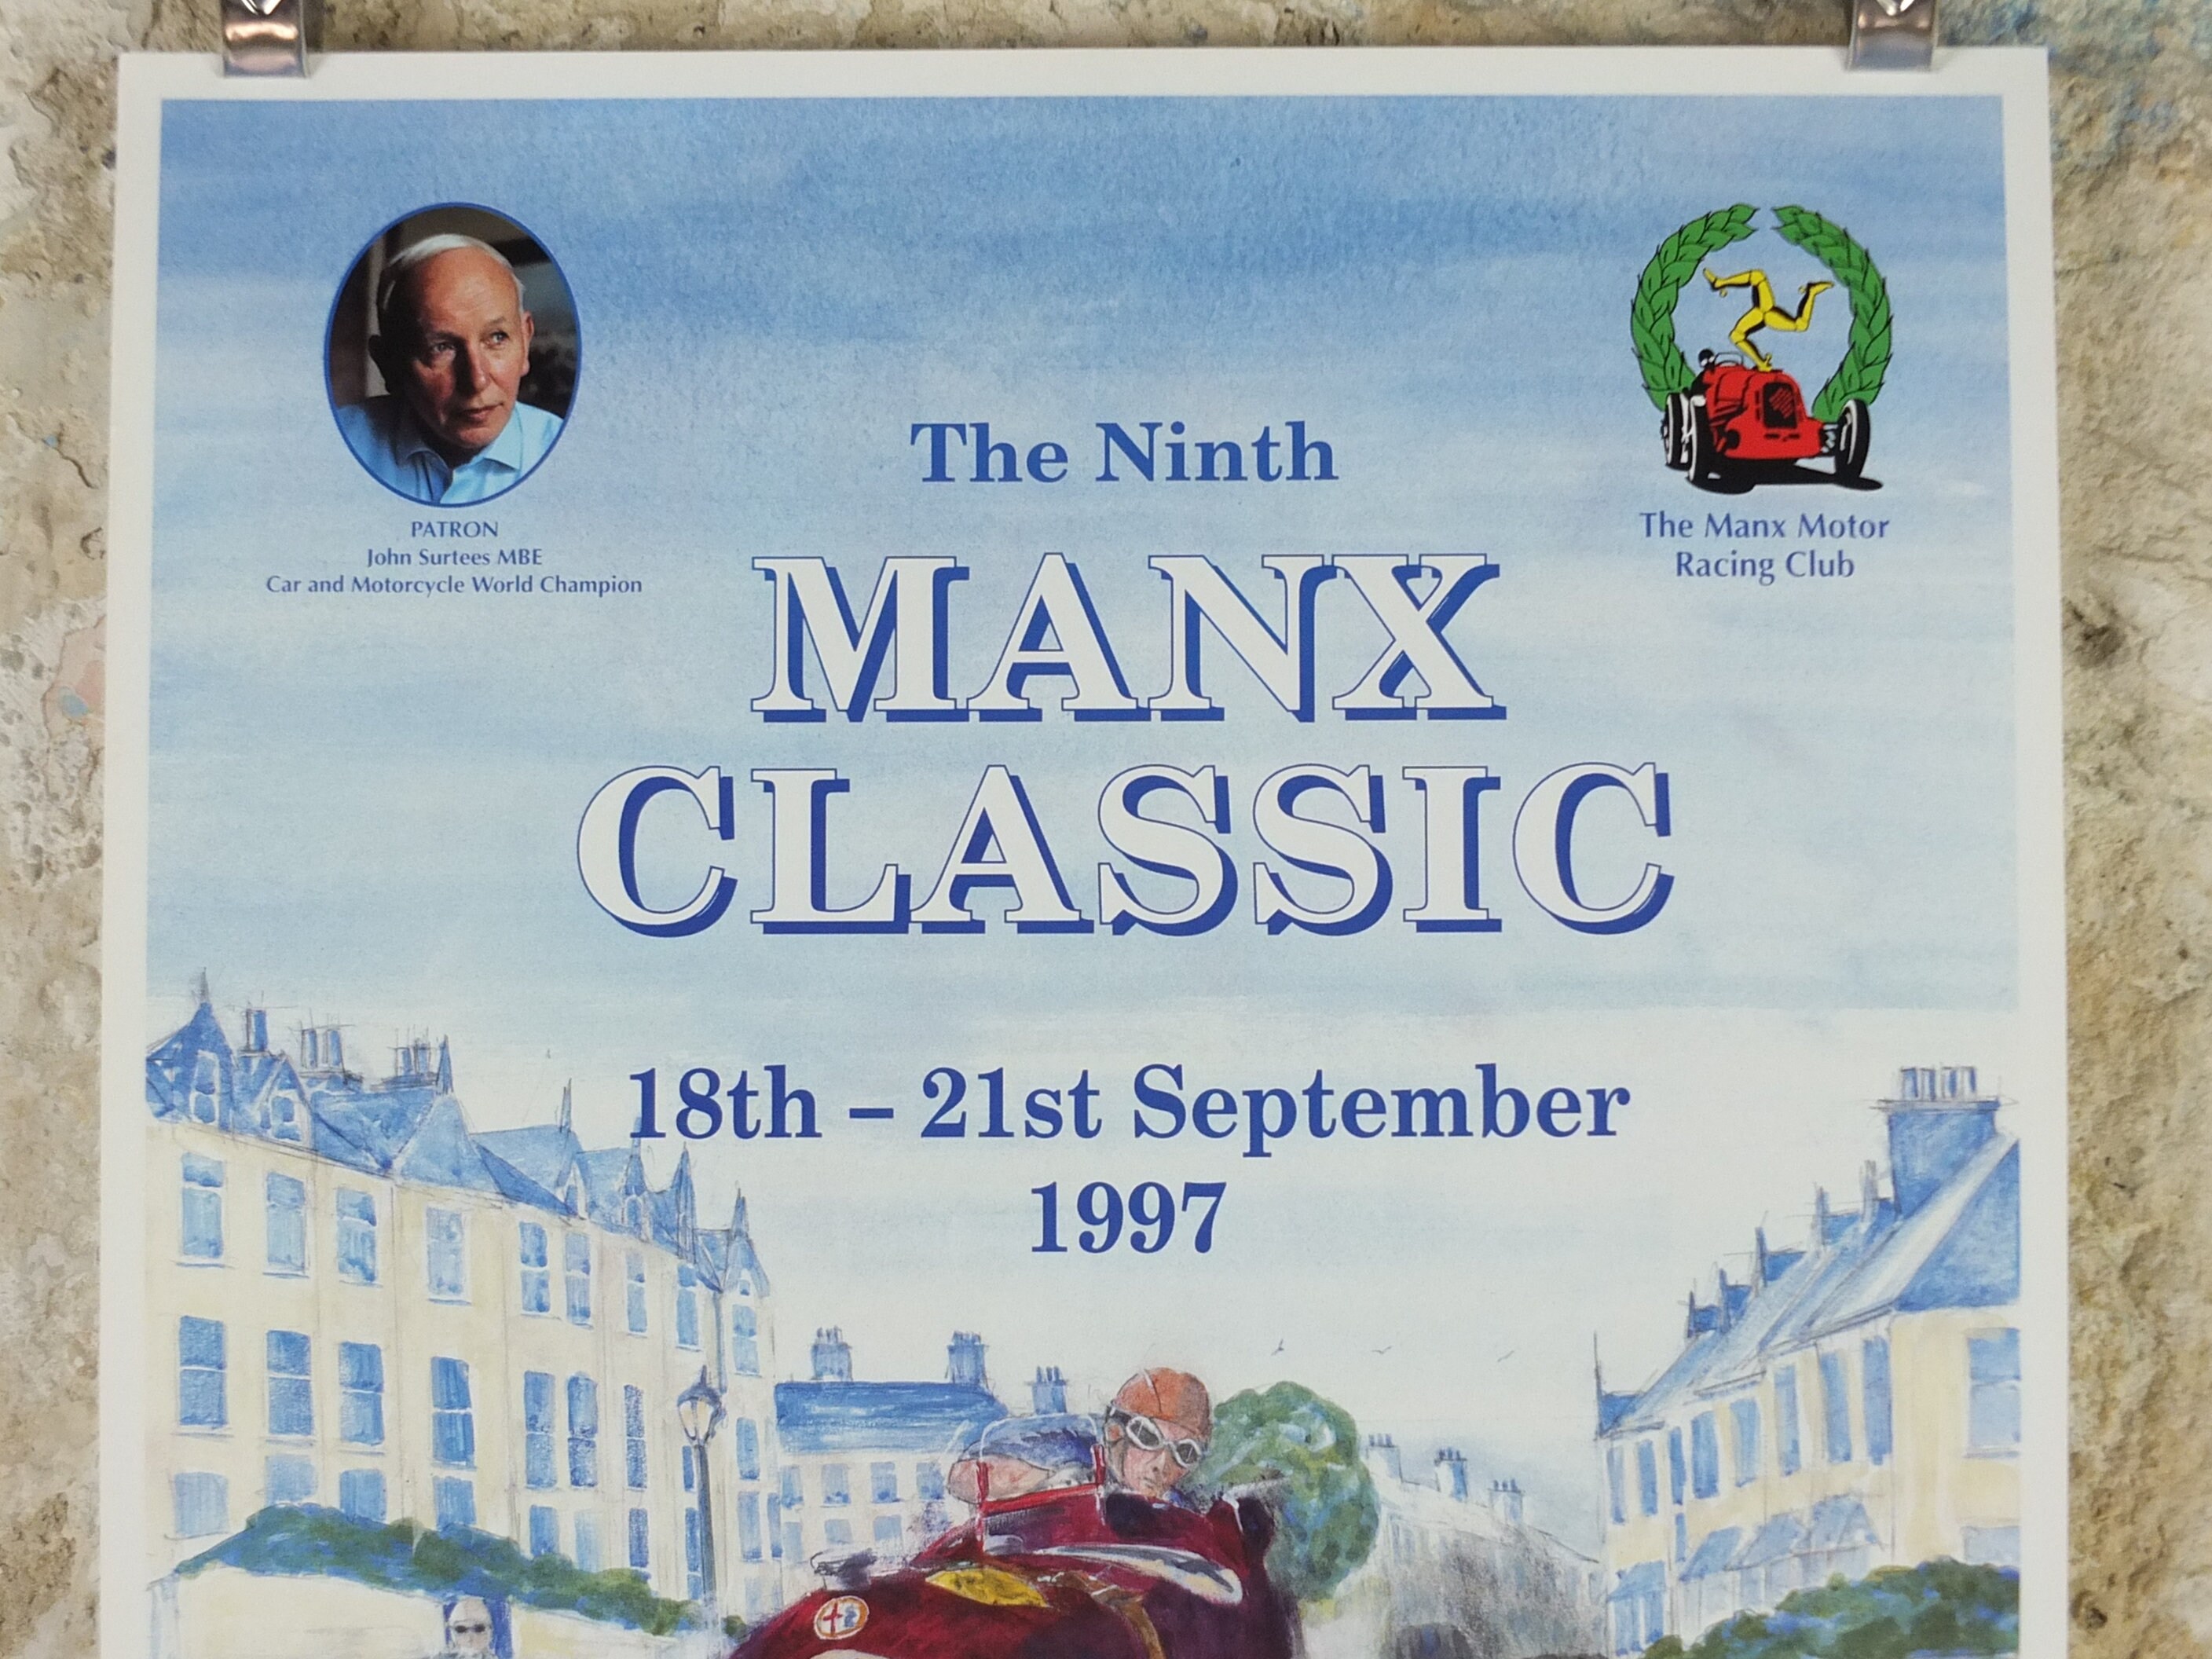 PATRON
John Surtees MBE
Car and Motorcycle World Champion
The Manx Motor
Racing Club
The Ninth
MANX
CLASSIC
18th – 21st September
1997